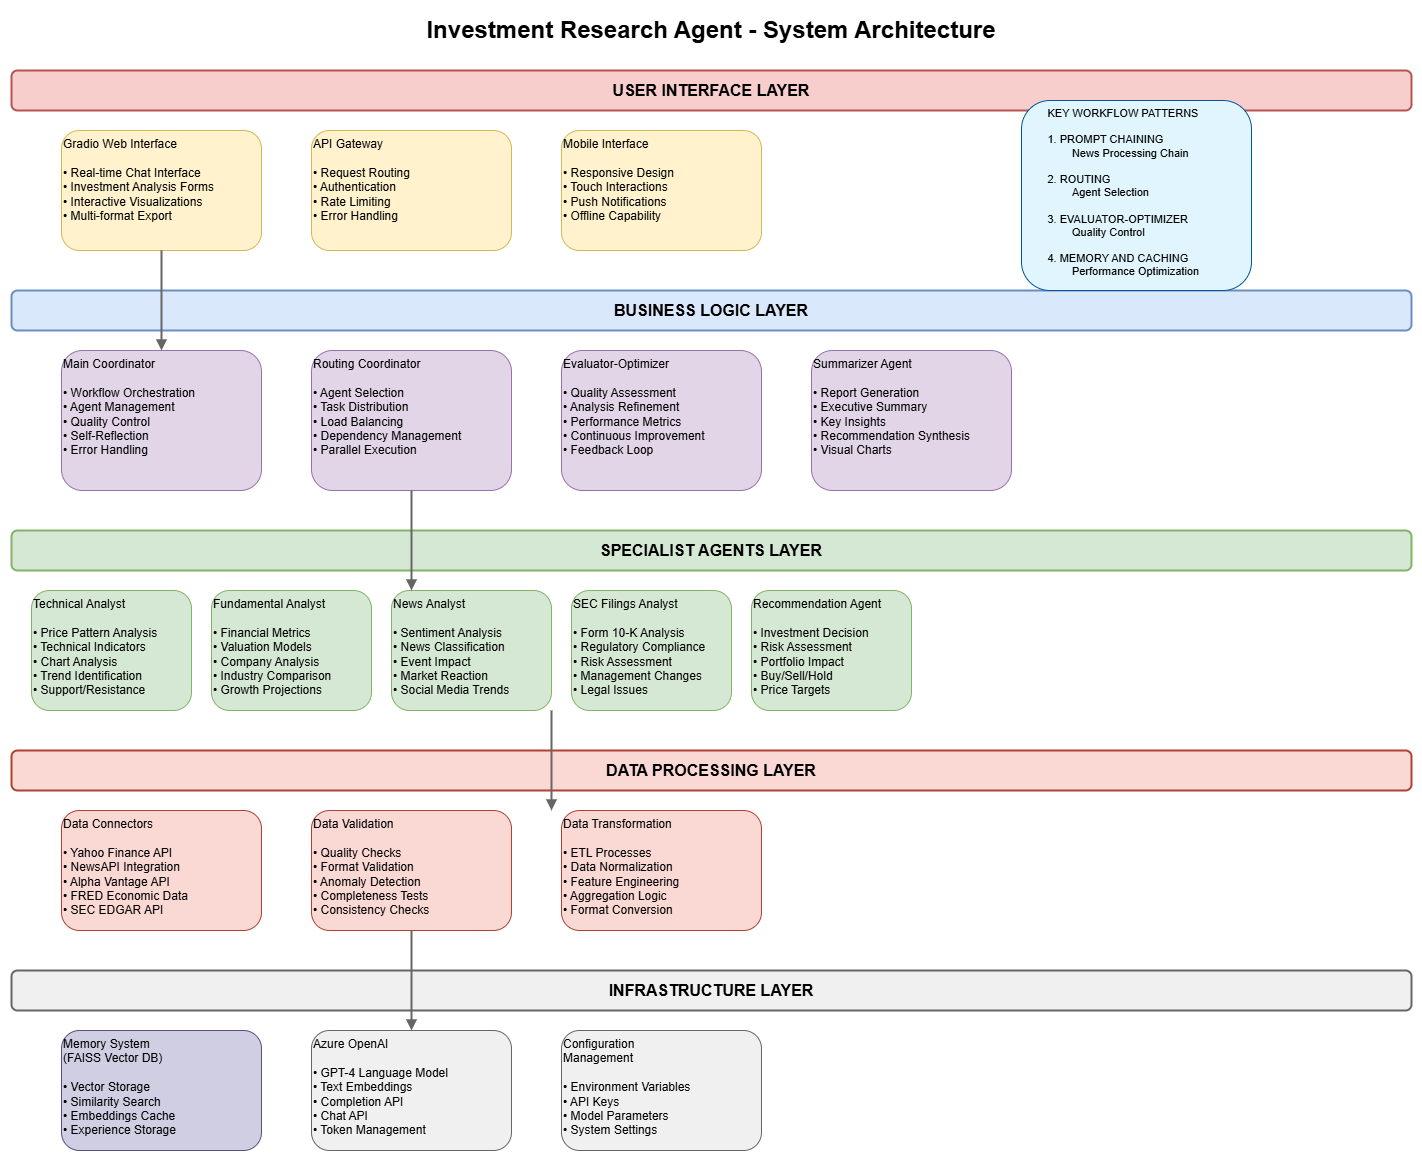 Investment Research Agent - System Architecture
USER INTERFACE LAYER
Gradio Web Interface
• Real-time Chat Interface
• Investment Analysis Forms
• Interactive Visualizations
• Multi-format Export
API Gateway
• Request Routing
• Authentication
• Rate Limiting
• Error Handling
Mobile Interface
• Responsive Design
• Touch Interactions
• Push Notifications
• Offline Capability
KEY WORKFLOW PATTERNS
1. PROMPT CHAINING
News Processing Chain
2. ROUTING
Agent Selection
3. EVALUATOR-OPTIMIZER
Quality Control
4. MEMORY AND CACHING
Performance Optimization
BUSINESS LOGIC LAYER
Main Coordinator
• Workflow Orchestration
• Agent Management
• Quality Control
• Self-Reflection
• Error Handling
Routing Coordinator
• Agent Selection
• Task Distribution
• Load Balancing
• Dependency Management
• Parallel Execution
Evaluator-Optimizer
• Quality Assessment
• Analysis Refinement
• Performance Metrics
• Continuous Improvement
• Feedback Loop
Summarizer Agent
• Report Generation
• Executive Summary
• Key Insights
• Recommendation Synthesis
• Visual Charts
SPECIALIST AGENTS LAYER
Technical Analyst
• Price Pattern Analysis
• Technical Indicators
• Chart Analysis
• Trend Identification
• Support/Resistance
Fundamental Analyst
• Financial Metrics
• Valuation Models
• Company Analysis
• Industry Comparison
• Growth Projections
News Analyst
• Sentiment Analysis
• News Classification
• Event Impact
• Market Reaction
• Social Media Trends
SEC Filings Analyst
• Form 10-K Analysis
• Regulatory Compliance
• Risk Assessment
• Management Changes
• Legal Issues
Recommendation Agent
• Investment Decision
• Risk Assessment
• Portfolio Impact
• Buy/Sell/Hold
• Price Targets
DATA PROCESSING LAYER
Data Connectors
• Yahoo Finance API
• NewsAPI Integration
• Alpha Vantage API
• FRED Economic Data
• SEC EDGAR API
Data Validation
• Quality Checks
• Format Validation
• Anomaly Detection
• Completeness Tests
• Consistency Checks
Data Transformation
• ETL Processes
• Data Normalization
• Feature Engineering
• Aggregation Logic
• Format Conversion
INFRASTRUCTURE LAYER
Memory System
(FAISS Vector DB)
• Vector Storage
• Similarity Search
• Embeddings Cache
• Experience Storage
Azure OpenAI
• GPT-4 Language Model
• Text Embeddings
• Completion API
• Chat API
• Token Management
Configuration
Management
• Environment Variables
• API Keys
• Model Parameters
• System Settings